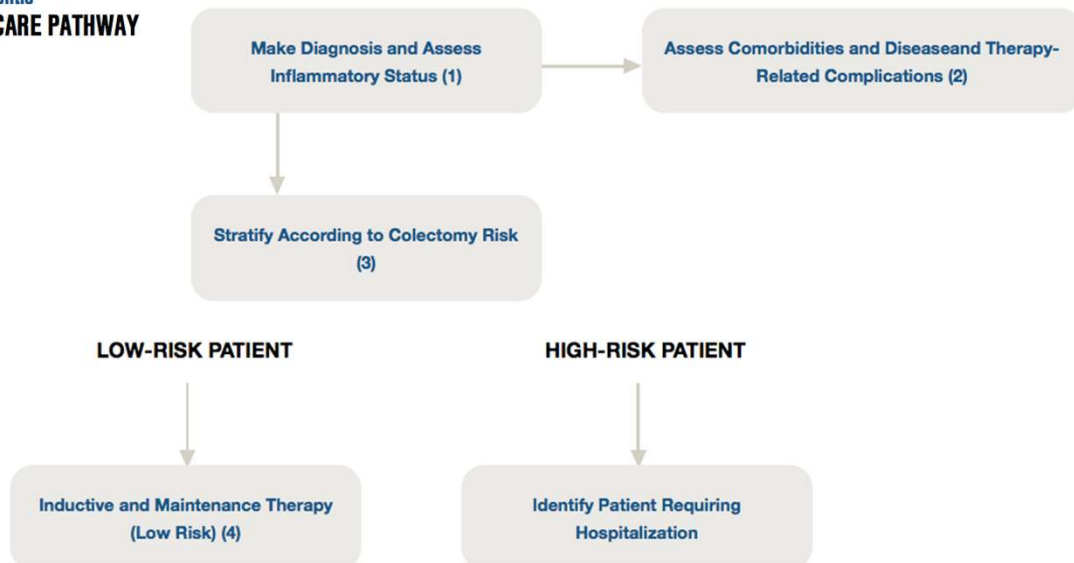 CARE PATHWAY
Make Diagnosis and Assess
Inflammatory Status (1)
Assess Comorbidities and Diseaseand Therapy-
Related Complications (2)
Stratify According to Colectomy Risk
(3)
LOW-RISK PATIENT
HIGH-RISK PATIENT
Inductive and Maintenance Therapy
(Low Risk) (4)
Identify Patient Requiring
Hospitalization